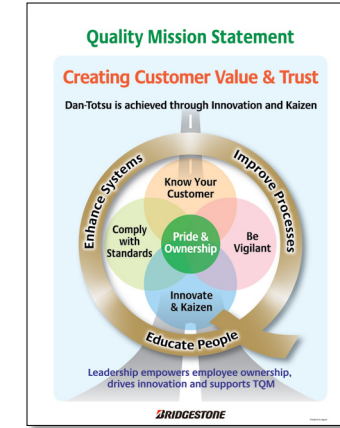 Quality Mission Statement
Creating Customer Value & Trust
Dan-Totsu is achieved through Innovation and Kaizen
Enhance Systems
Improve Processes
Know Your
Customer
Comply
with
Standards
Pride &
Ownership
Be
Vigilant
Innovate
& Kaizen
Educate People
Leadership empowers employee ownership,
drives innovation and supports TQM
BRIDGESTONE